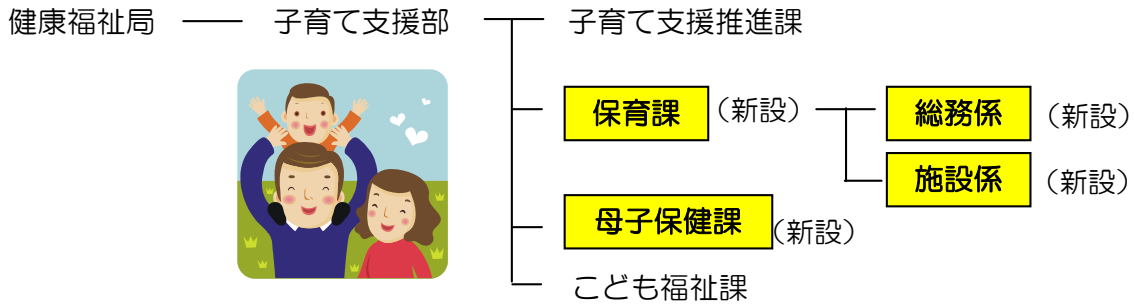 健康福祉局 子育て支援部 子育て支援推進課
保育課 （新設） 総務係 （新設）
施設係 （新設）
母子保健課 （新設）
こども福祉課